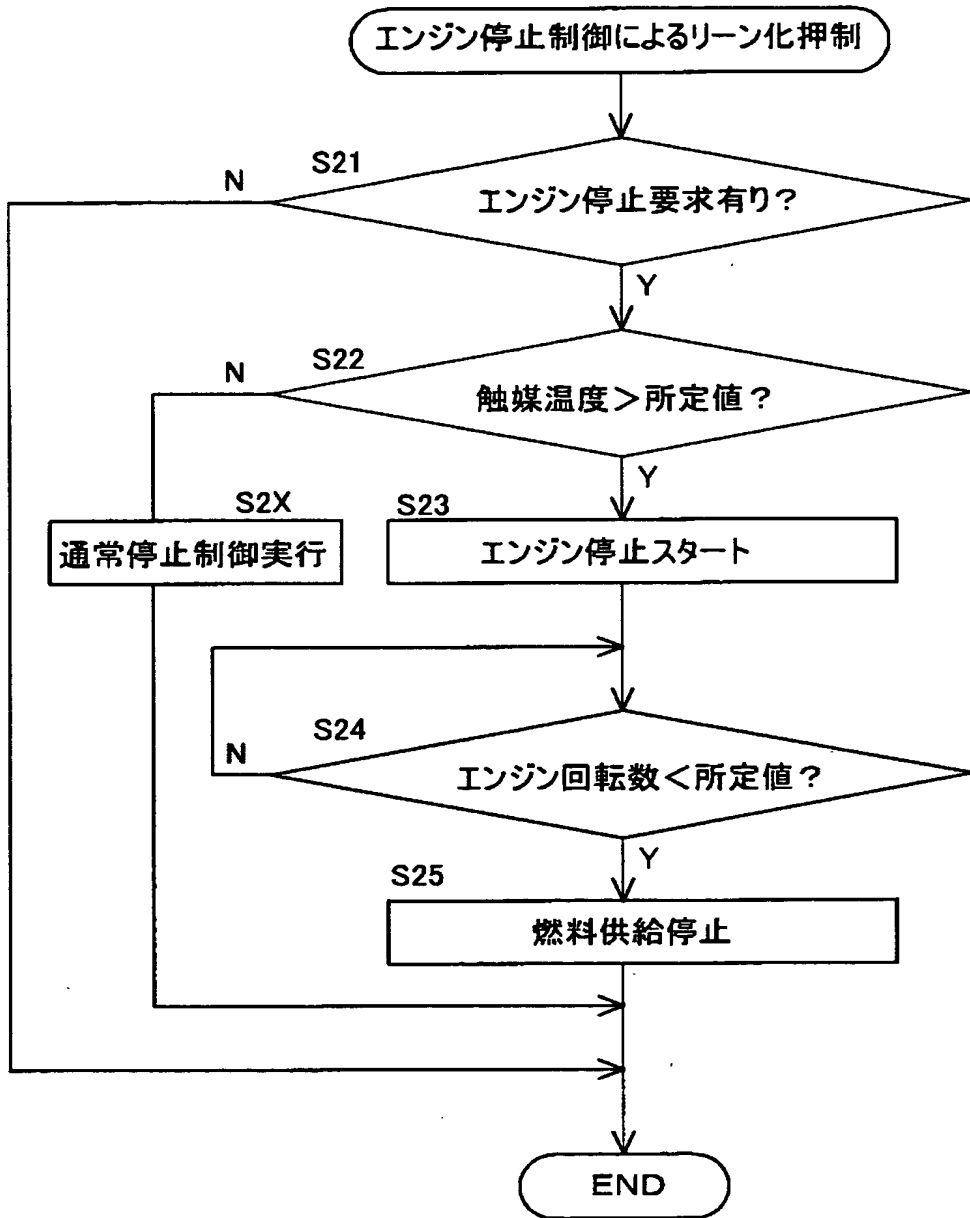 エンジン停止制御によるリーン化押制
S21
N
エンジン停止要求有り？
Y
S22
N
触媒温度＞所定値？
Y
S2X
通常停止制御実行
S23
エンジン停止スタート
S24
N
エンジン回転数＜所定値？
Y
S25
燃料供給停止
END